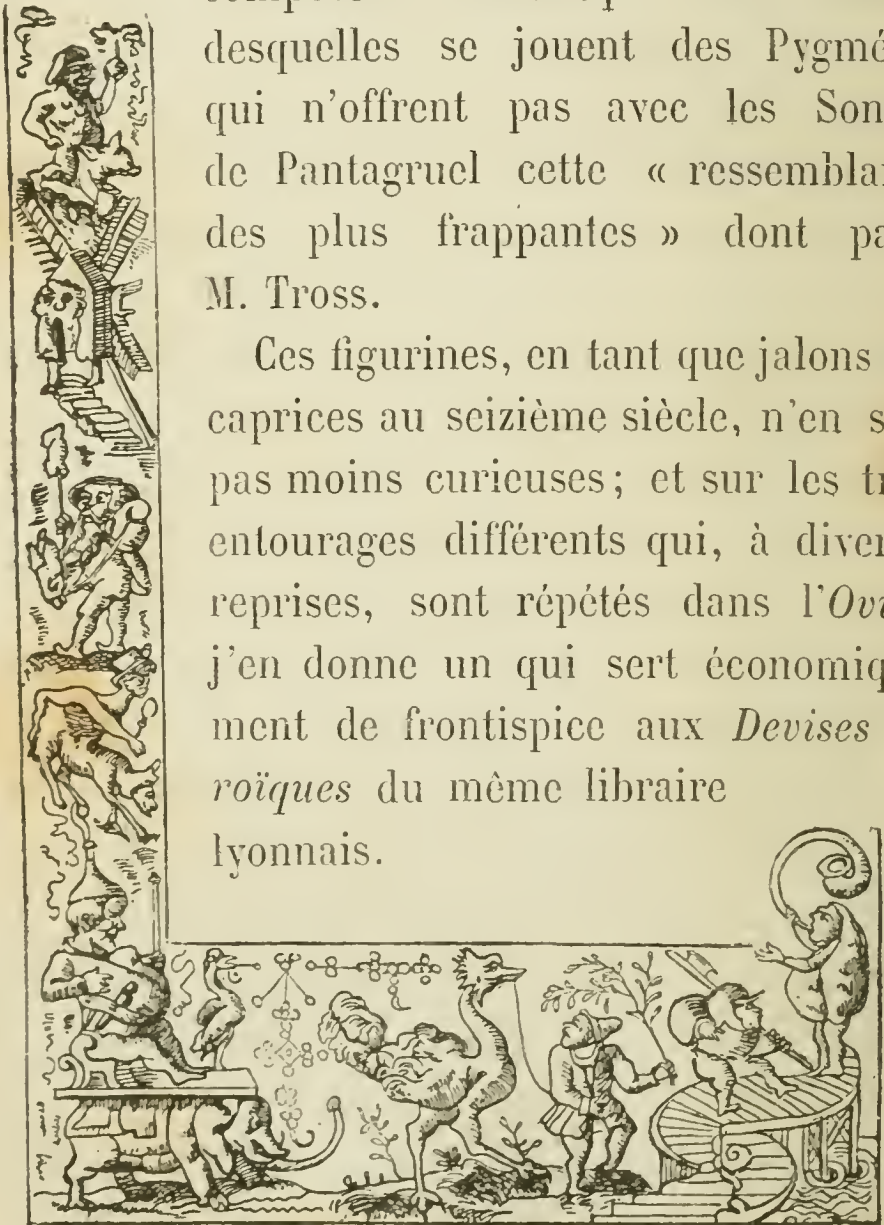 desquelles se jouent des Pygmé
qui n'offrent pas avec les Son
de Pantagruel cette « ressemblan
des plus frappantes » dont pa
M. Tross.
Ces figurines, en tant que jalons
caprices au seizième siècle, n'en s
pas moins curieuses; et sur les tr
entourages différents qui, à diver
reprises, sont répétés dans l'Ovi
j'en donne un qui sert économiq
ment de frontispice aux Devises
roïques du même libraire
lyonnais.